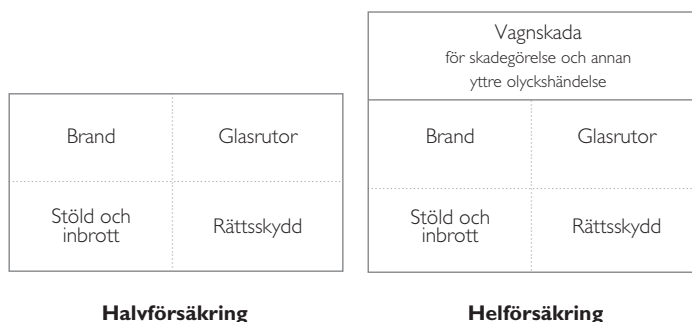 Brand
Glasrutor
Stöld och
inbrott
Rättsskydd
Halvförsäkring
Vagnskada
för skadegörelse och annan
yttre olyckshändelse
Brand
Glasrutor
Stöld och
inbrott
Rättsskydd
Helförsäkring